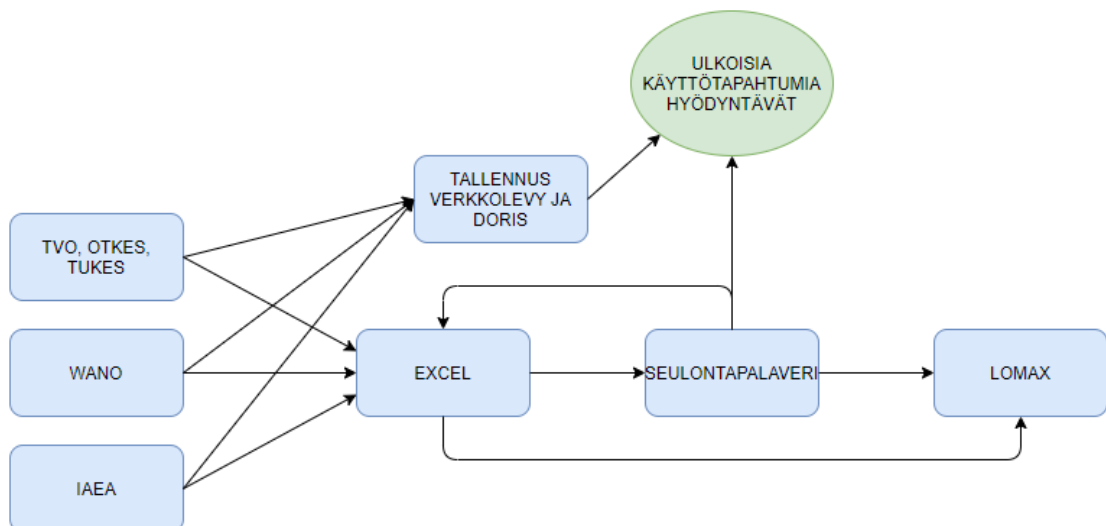 ULKOISIA
KÄYTTÖTAPAHTUMIA
HYÖDYNTÄVÄT
TALLENNUS
VERKKOLEVY JA
DORIS
TVO, OTKES,
TUKES
WANO
EXCEL
SEULONTAPALAVERI
LOMAX
IAEA